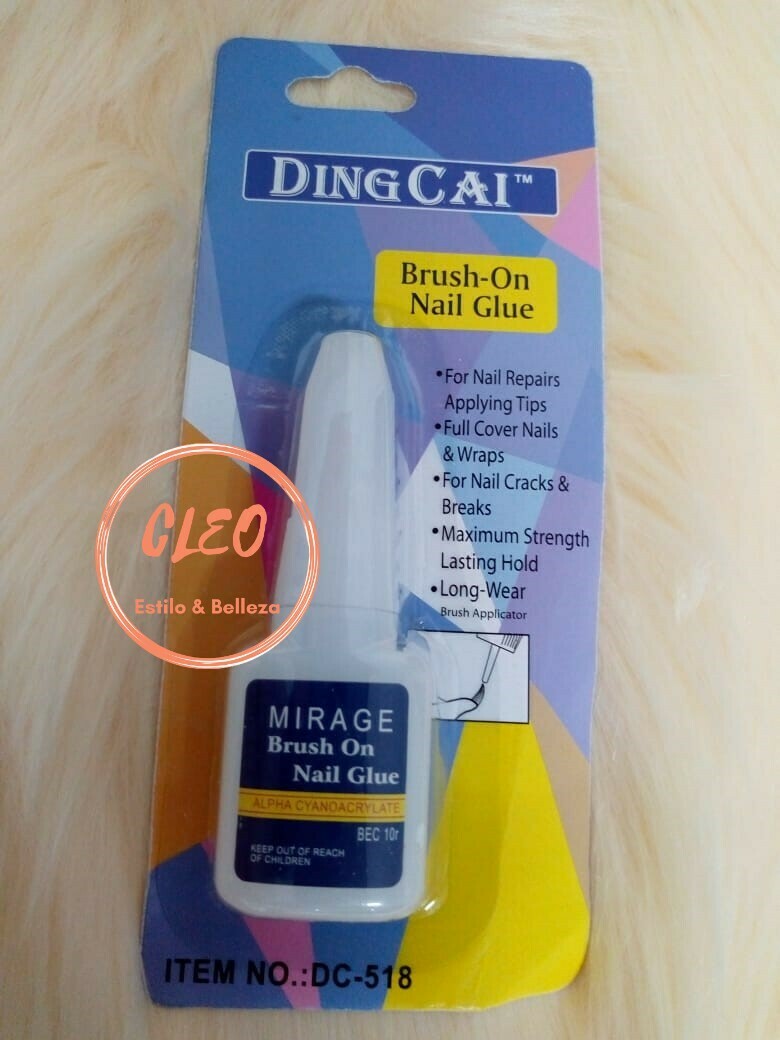 DING CAI™
Brush-On
Nail Glue
•For Nail Repairs
Applying Tips
•Full Cover Nails
& Wraps
•For Nail Cracks &
Breaks
•Maximum Strength
Lasting Hold
•Long-Wear
Brush Applicator
CLEO
Estilo & Belleza
MIRAGE
Brush On
Nail Glue
ALPHA CYANOACRYLATE
BEC 10r
KEEP OUT OF REACH
OF CHILDREN
ITEM NO.:DC-518